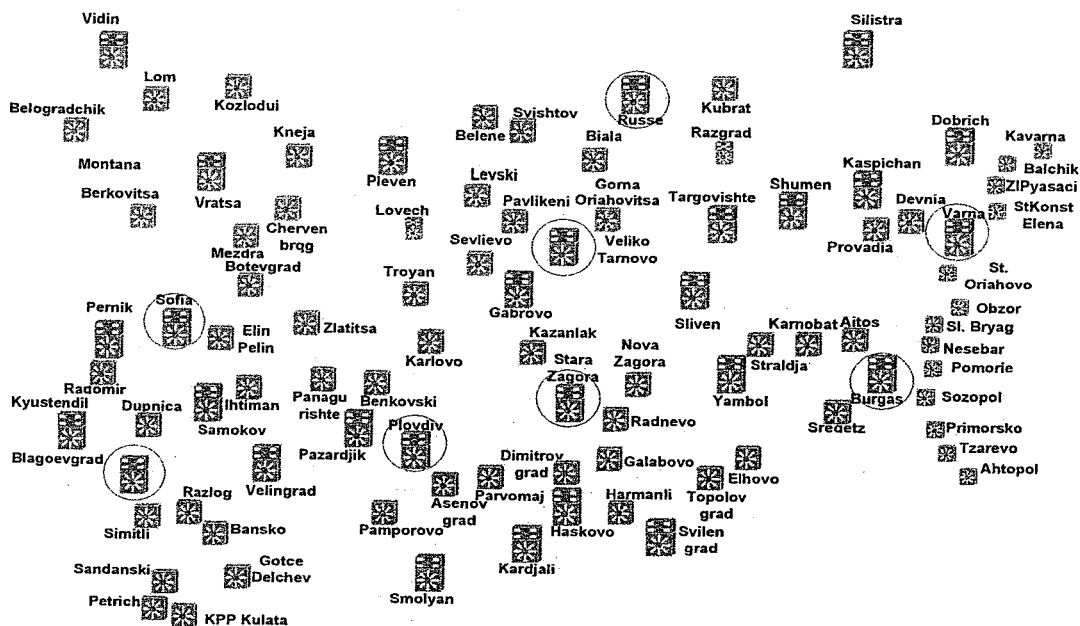 Vidin
Silistra
Lom
Kozlodui
Belogradchik
Kneja
Belene
Svishtov
Russe
Kubrat
Biala
Razgrad
Dobrich
Kavarna
Balchik
Montana
Pleven
Levski
Gorna
Oriahovitsa
Kaspichan
ZlPyasaci
Berkovitsa
Vratsa
Lovech
Pavlikeni
Targovishte
Shumen
Devnia
Varna
StKonst
Elena
Cherven
brqg
Mezdra
Botevgrad
Sevlievo
Veliko
Tarnovo
Provadia
St.
Oriahovo
Troyan
Gabrovo
Sliven
Obzor
Pernik
Sofia
Elin
Pelin
Zlatitsa
Karlovo
Kazanlak
Nova
Zagora
Karnobat
Aitos
Sl. Bryag
Nesebar
Straldja
Stara
Zagora
Pomorie
Radomir
Ihtiman
Panagu
rishte
Benkovski
Yambol
Burgas
Sozopol
Kyustendil
Dupnica
Samokov
Plovdiv
Radnevo
Sredetz
Primorsko
Blagoevgrad
Pazardjik
Dimitrov
grad
Galabovo
Elhovo
Tzarevo
Ahtopol
Velingrad
Asenov
grad
Parvomaj
Harmanli
Topolov
grad
Razlog
Simitli
Bansko
Pamporovo
Haskovo
Svilen
grad
Kardjali
Sandanski
Gotce
Delchev
Smolyan
Petrich
KPP Kulata